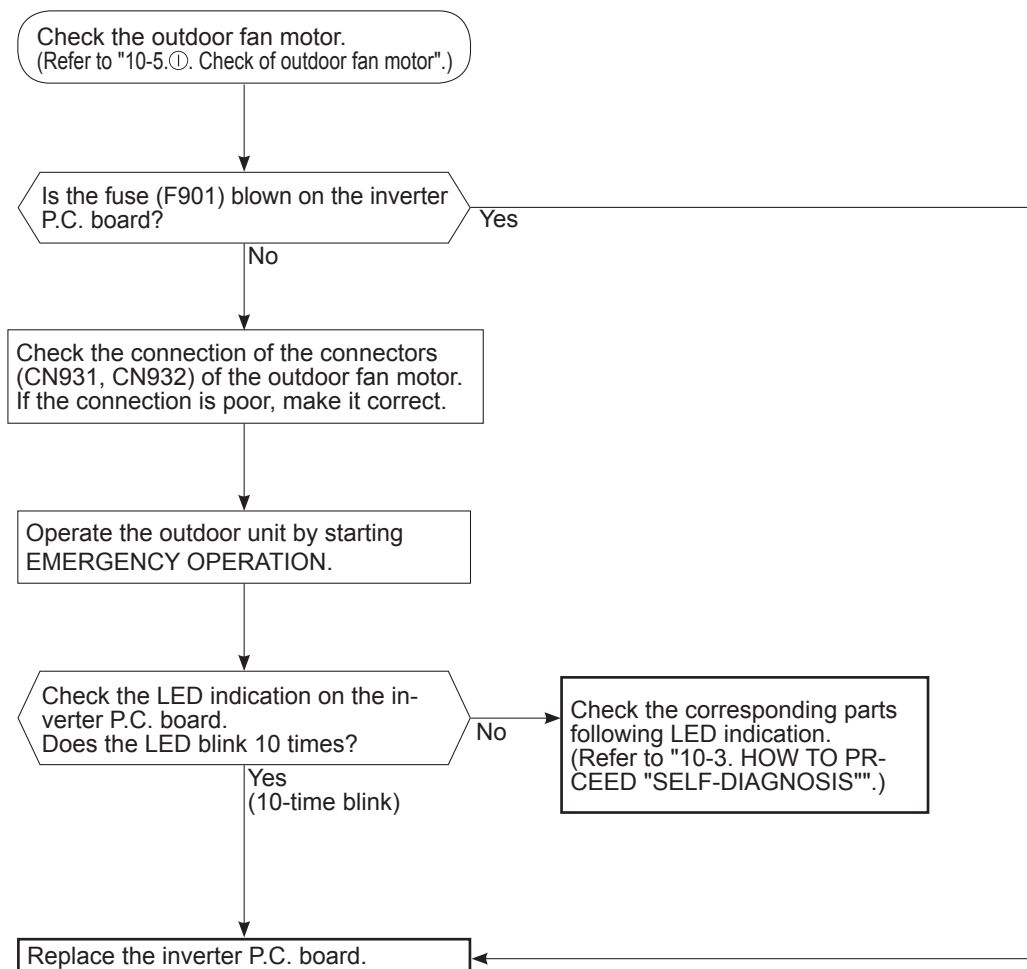 Check the outdoor fan motor.
(Refer to "10-5.Ⓘ. Check of outdoor fan motor".)
Is the fuse (F901) blown on the inverter
P.C. board?
Yes
No
Check the connection of the connectors
(CN931, CN932) of the outdoor fan motor.
If the connection is poor, make it correct.
Operate the outdoor unit by starting
EMERGENCY OPERATION.
Check the LED indication on the in-
verter P.C. board.
Does the LED blink 10 times?
No
Check the corresponding parts
following LED indication.
(Refer to "10-3. HOW TO PR-
CEED "SELF-DIAGNOSIS"".)
Yes
(10-time blink)
Replace the inverter P.C. board.